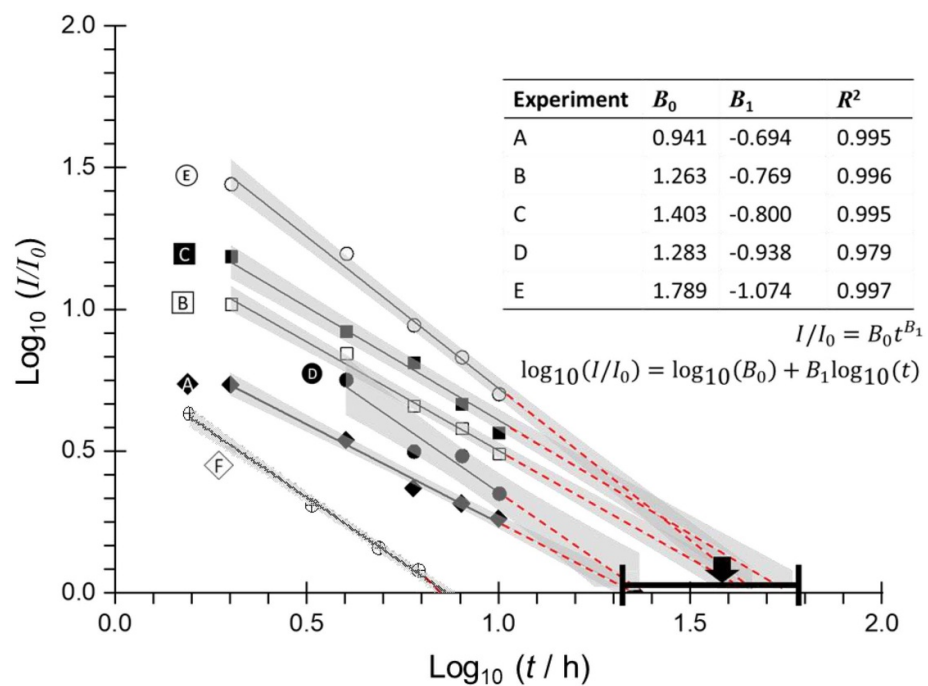 2.0
1.5
1.0
0.5
0.0
Log₁₀ (I/I₀)
0.0 0.5 1.0 1.5 2.0
Log₁₀ (t / h)
E
C
B
D
A
F
Experiment B₀ B₁ R²
A 0.941 -0.694 0.995
B 1.263 -0.769 0.996
C 1.403 -0.800 0.995
D 1.283 -0.938 0.979
E 1.789 -1.074 0.997
I/I₀ = B₀t^B₁
log₁₀(I/I₀) = log₁₀(B₀) + B₁log₁₀(t)